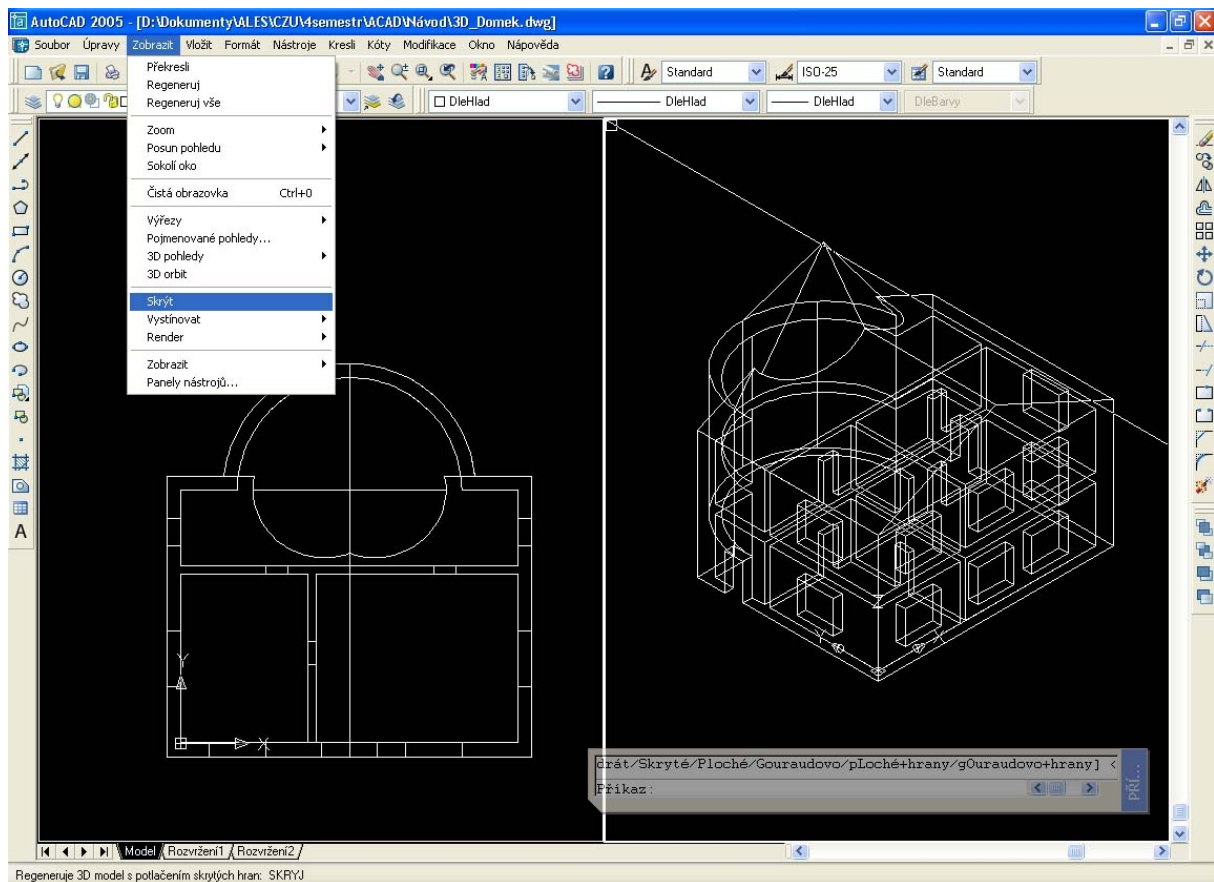 AutoCAD 2005 - [D:\Dokumenty\ALES\CZU\4semestr\ACAD\Návod\3D_Domek.dwg]
Soubor Úpravy Zobrazit Vložit Formát Nástroje Kresli Kóty Modifikace Okno Nápověda
Standard ISO-25 Standard
DleHlad DleHlad DleHlad DleBarvy
Překresli
Regeneruj
Regeneruj vše
Zoom
Posun pohledu
Sokolí oko
Čistá obrazovka Ctrl+0
Výřezy
Pojmenované pohledy...
3D pohledy
3D orbit
Skrýt
Vystínovat
Render
Zobrazit
Panely nástrojů...
A
Y
X
Y X
drát/Skryté/Ploché/Gouraudovo/pLoché+hrany/gOuraudovo+hrany] <
Příkaz:
PŘÍ...
Model Rozvržení1 Rozvržení2
Regeneruje 3D model s potlačením skrytých hran: SKRYJ